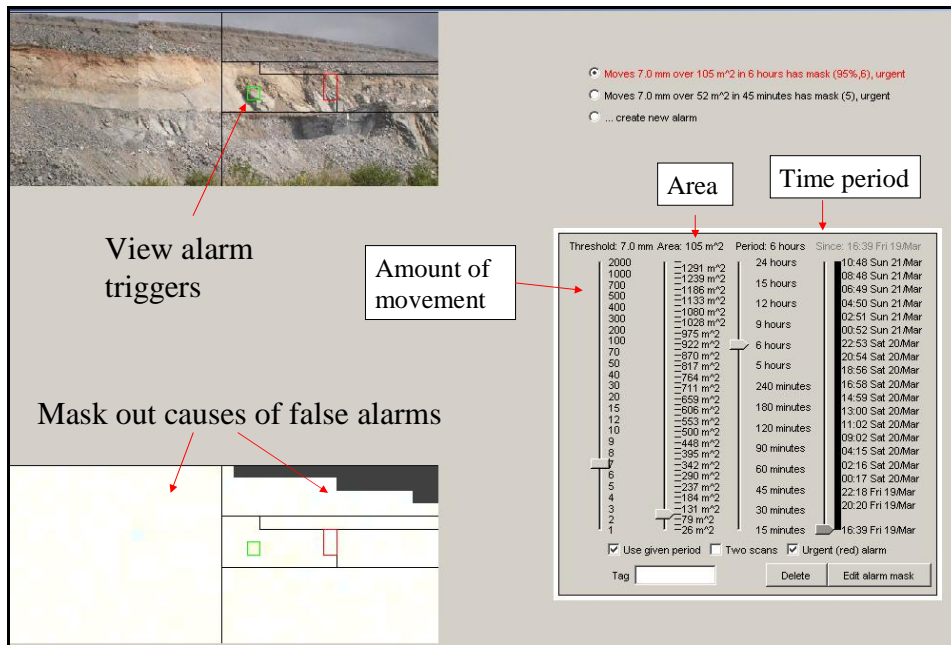 Moves 7.0 mm over 105 m^2 in 6 hours has mask (95%,6), urgent
Moves 7.0 mm over 52 m^2 in 45 minutes has mask (5), urgent
... create new alarm
Area
Time period
View alarm
triggers
Amount of
movement
Mask out causes of false alarms
Threshold: 7.0 mm Area: 105 m^2 Period: 6 hours Since: 16:39 Fri 19/Mar
2000
1000
700
500
400
300
200
100
70
50
40
30
20
15
12
10
9
8
7
6
5
4
3
2
1
1291 m^2
1239 m^2
1186 m^2
1133 m^2
1080 m^2
1028 m^2
975 m^2
922 m^2
870 m^2
817 m^2
764 m^2
711 m^2
659 m^2
606 m^2
553 m^2
500 m^2
448 m^2
395 m^2
342 m^2
290 m^2
237 m^2
184 m^2
131 m^2
79 m^2
26 m^2
24 hours
15 hours
12 hours
9 hours
6 hours
5 hours
240 minutes
180 minutes
120 minutes
90 minutes
60 minutes
45 minutes
30 minutes
15 minutes
10:48 Sun 21/Mar
08:48 Sun 21/Mar
06:49 Sun 21/Mar
04:50 Sun 21/Mar
02:51 Sun 21/Mar
00:52 Sun 21/Mar
22:53 Sat 20/Mar
20:54 Sat 20/Mar
18:56 Sat 20/Mar
16:58 Sat 20/Mar
14:59 Sat 20/Mar
13:00 Sat 20/Mar
11:02 Sat 20/Mar
09:02 Sat 20/Mar
04:15 Sat 20/Mar
02:16 Sat 20/Mar
00:17 Sat 20/Mar
22:18 Fri 19/Mar
20:20 Fri 19/Mar
16:39 Fri 19/Mar
Use given period Two scans Urgent (red) alarm
Tag Delete Edit alarm mask